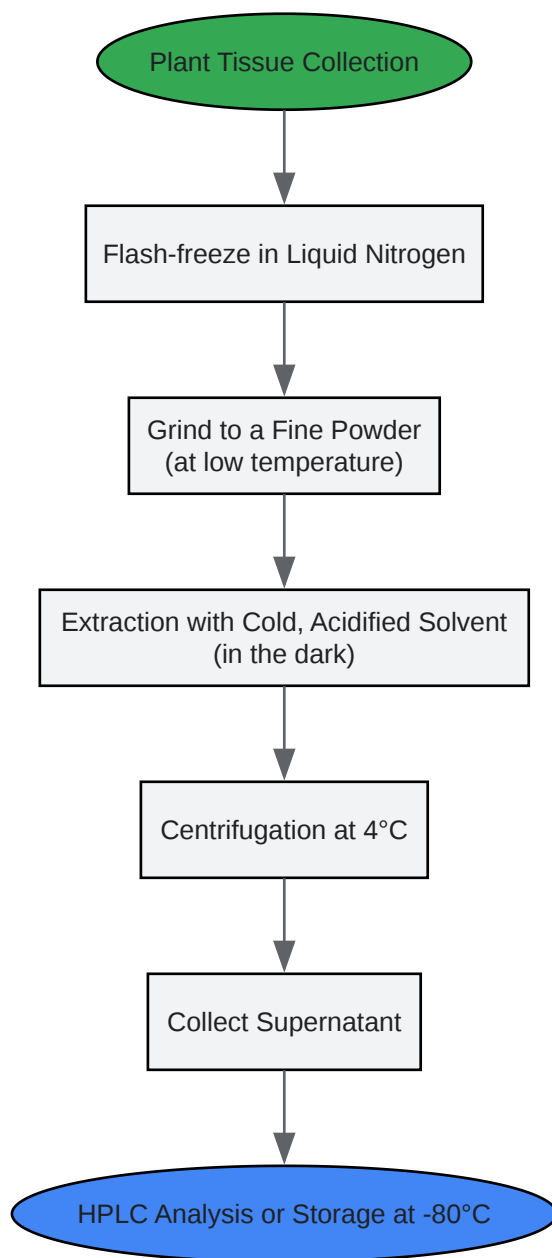 Plant Tissue Collection
Flash-freeze in Liquid Nitrogen
Grind to a Fine Powder
(at low temperature)
Extraction with Cold, Acidified Solvent
(in the dark)
Centrifugation at 4°C
Collect Supernatant
HPLC Analysis or Storage at -80°C